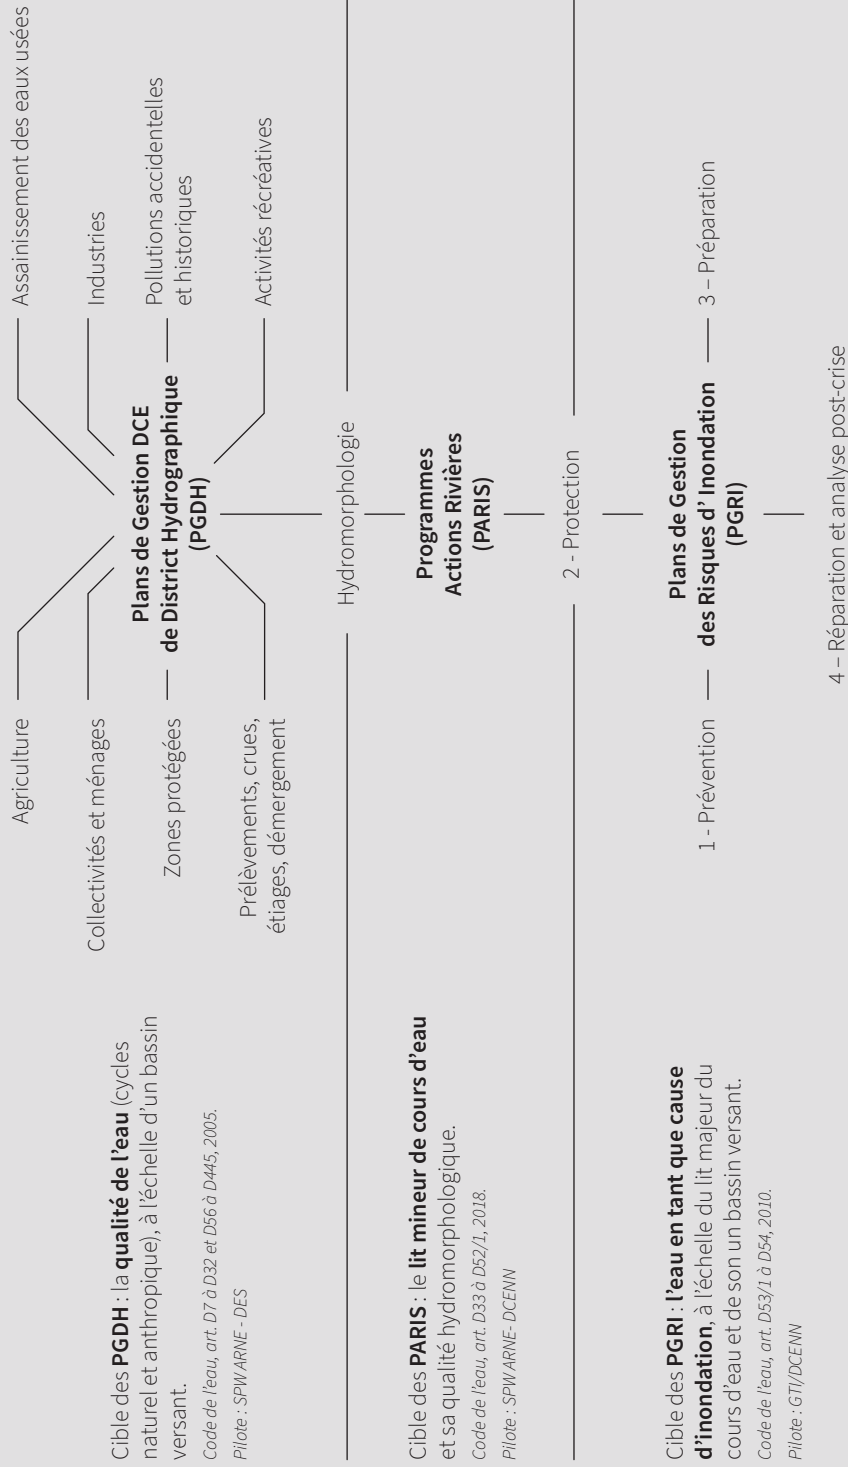 Cible des PGDH : la qualité de l'eau (cycles
naturel et anthropique), à l'échelle d'un bassin
versant.
Code de l'eau, art. D7 à D32 et D56 à D445, 2005.
Pilote : SPW ARNE - DES
Agriculture
Collectivités et ménages
Zones protégées
Prélèvements, crues,
étiages, démergement
Plans de Gestion DCE
de District Hydrographique
(PGDH)
Assainissement des eaux usées
Industries
Pollutions accidentelles
et historiques
Activités récréatives
Hydromorphologie
Cible des PARIS : le lit mineur de cours d'eau
et sa qualité hydromorphologique.
Code de l'eau, art. D33 à D52/1, 2018.
Pilote : SPW ARNE- DCENN
Programmes
Actions Rivières
(PARIS)
2 - Protection
Cible des PGRI : l'eau en tant que cause
d'inondation, à l'échelle du lit majeur du
cours d'eau et de son un bassin versant.
Code de l'eau, art. D53/1 à D54, 2010.
Pilote : GTI/DCENN
1 - Prévention
Plans de Gestion
des Risques d' Inondation
(PGRI)
3 – Préparation
4 – Réparation et analyse post-crise